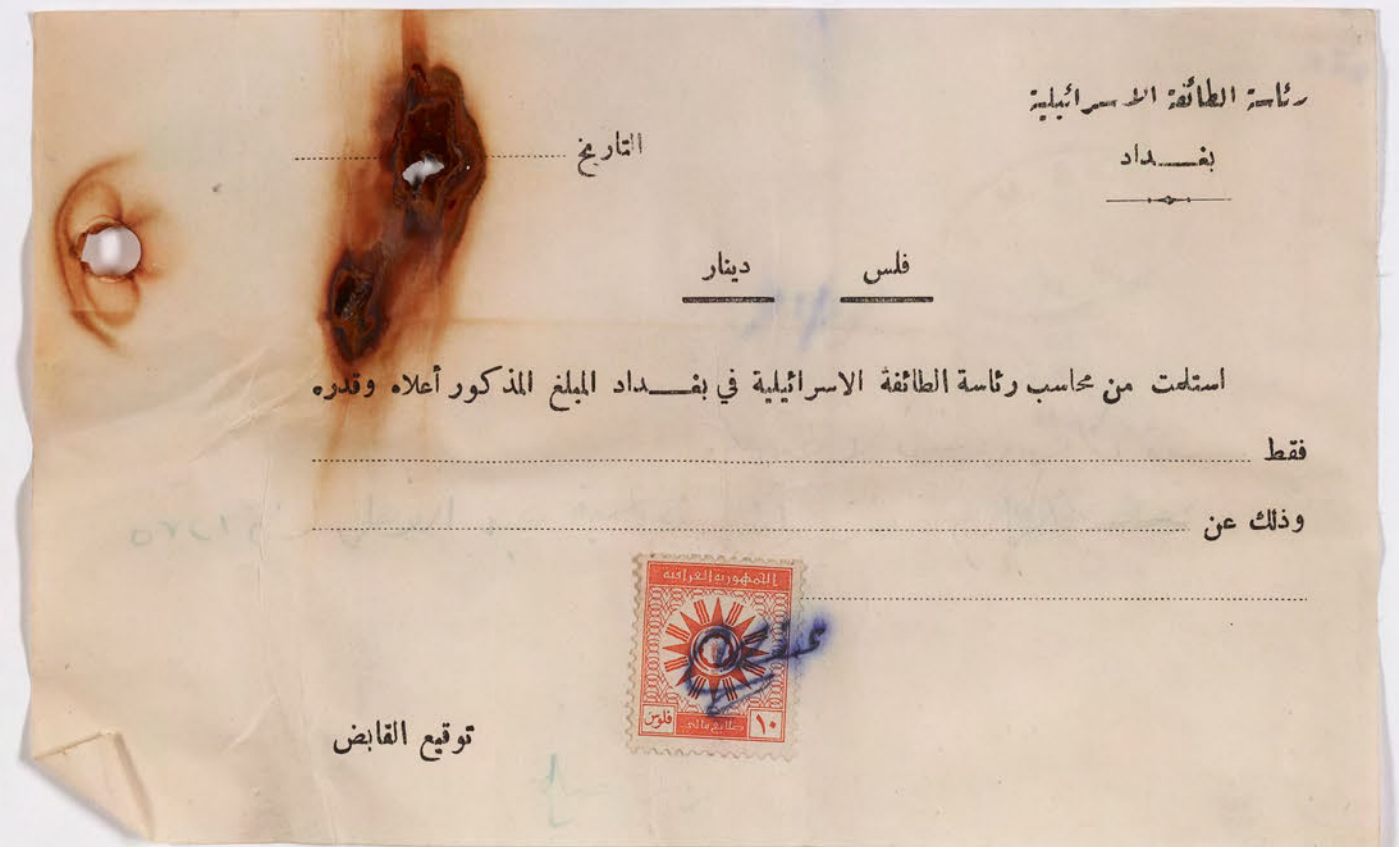 رئاسة الطائفة الاسرائيلية
بغـــداد
التاريخ
فلس دينار
استلمت من محاسب رئاسة الطائفة الاسرائيلية في بغـــداد المبلغ المذكور أعلاه وقدره
فقط
وذلك عن
الجمهورية العراقية
طابع مالي
١٠ فلوس
توقيع القابض